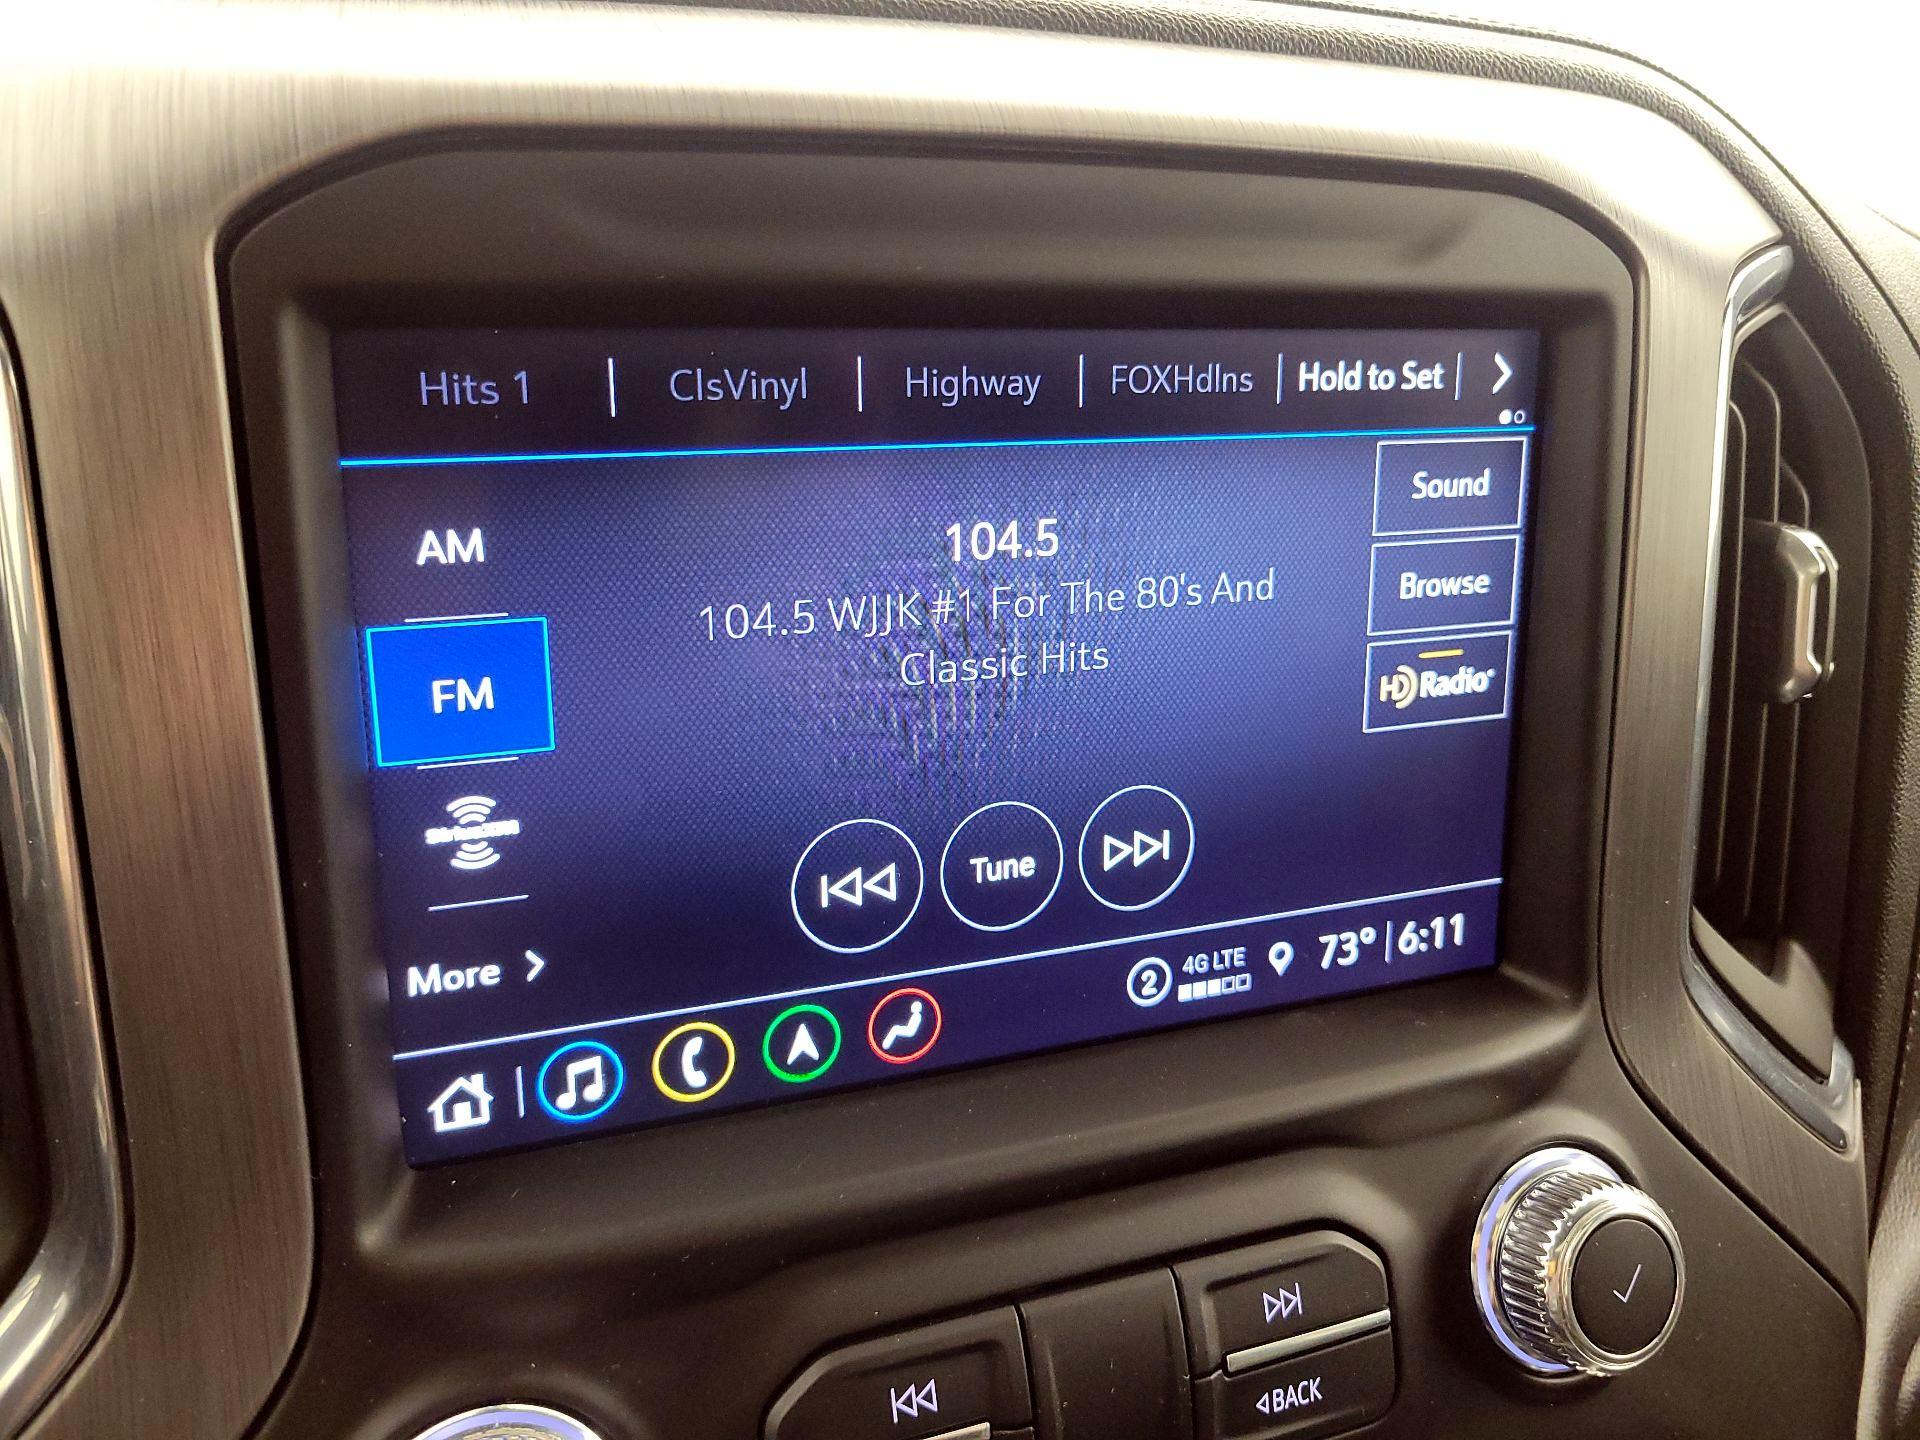 Hits 1 ClsVinyl Highway FOXHdlns Hold to Set
Sound
AM
104.5
Browse
104.5 WJJK #1 For The 80's And
Classic Hits
FM
HD Radio
SiriusXM
Tune
More
2 4G LTE 73° 6:11
BACK